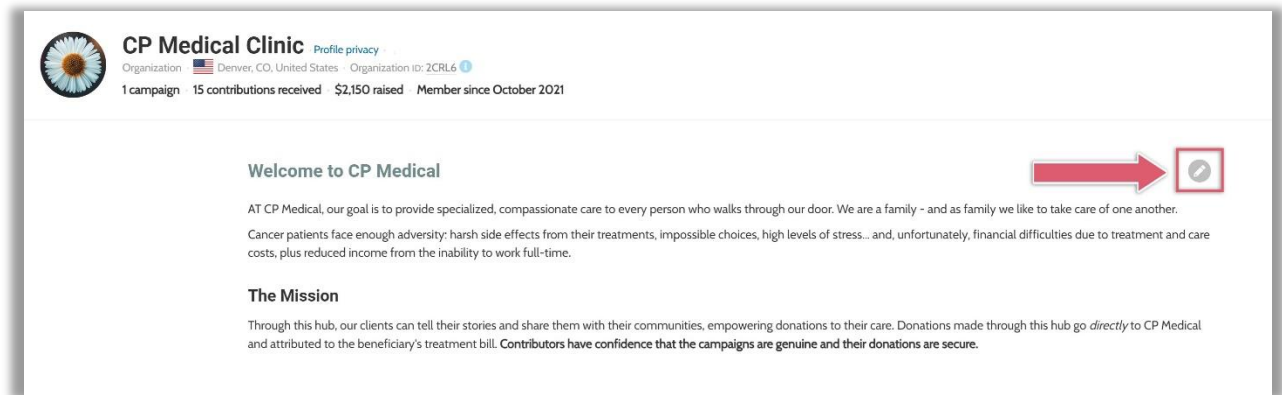 CP Medical Clinic · Profile privacy ·
Organization · Denver, CO, United States · Organization ID: 2CRL6
1 campaign · 15 contributions received · $2,150 raised · Member since October 2021
Welcome to CP Medical
AT CP Medical, our goal is to provide specialized, compassionate care to every person who walks through our door. We are a family - and as family we like to take care of one another.
Cancer patients face enough adversity: harsh side effects from their treatments, impossible choices, high levels of stress... and, unfortunately, financial difficulties due to treatment and care
costs, plus reduced income from the inability to work full-time.
The Mission
Through this hub, our clients can tell their stories and share them with their communities, empowering donations to their care. Donations made through this hub go directly to CP Medical
and attributed to the beneficiary's treatment bill. Contributors have confidence that the campaigns are genuine and their donations are secure.